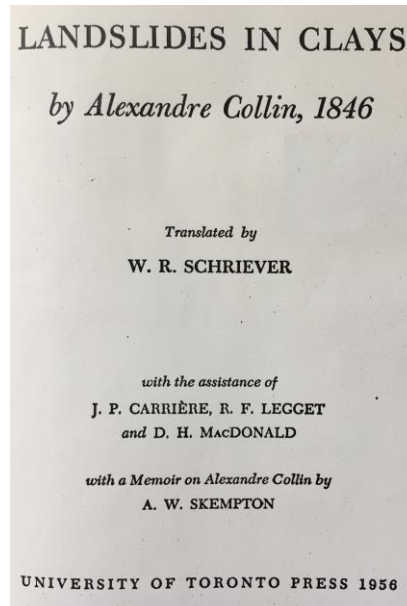 LANDSLIDES IN CLAYS
by Alexandre Collin, 1846
Translated by
W. R. SCHRIEVER
with the assistance of
J. P. CARRIÈRE, R. F. LEGGET
and D. H. MACDONALD
with a Memoir on Alexandre Collin by
A. W. SKEMPTON
UNIVERSITY OF TORONTO PRESS 1956